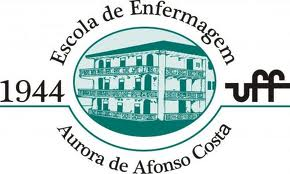 Escola de Enfermagem
1944
uff
Aurora de Afonso Costa